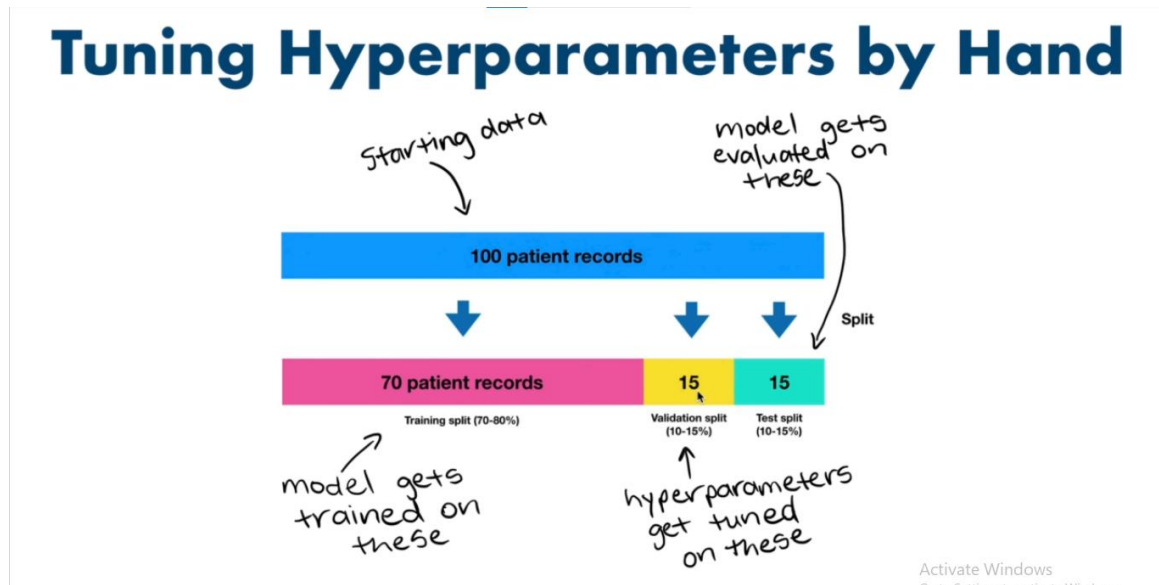 Tuning Hyperparameters by Hand
starting data
model gets
evaluated on
these
100 patient records
Split
70 patient records
15
15
Training split (70-80%)
Validation split
(10-15%)
Test split
(10-15%)
model gets
trained on
these
hyperparameters
get tuned
on these
Activate Windows